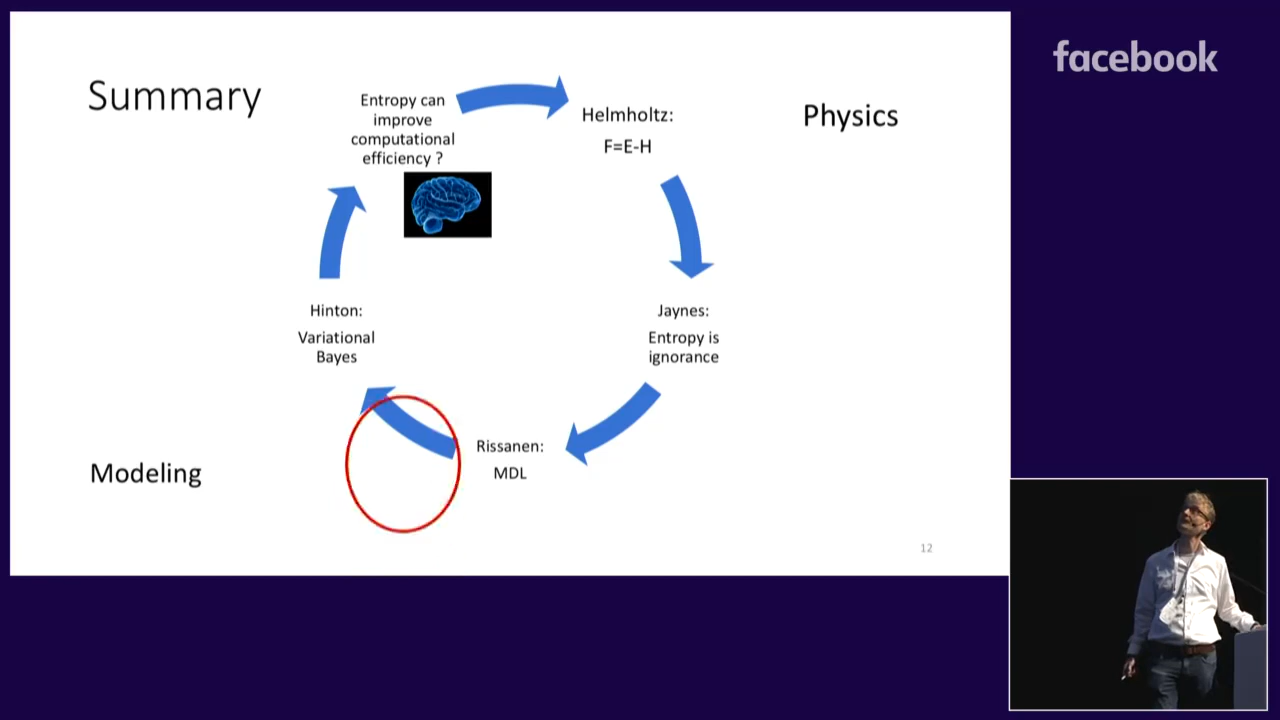 facebook
Summary
Entropy can
improve
computational
efficiency ?
Helmholtz:
F=E-H
Physics
Hinton:
Variational
Bayes
Jaynes:
Entropy is
ignorance
Rissanen:
MDL
Modeling
12